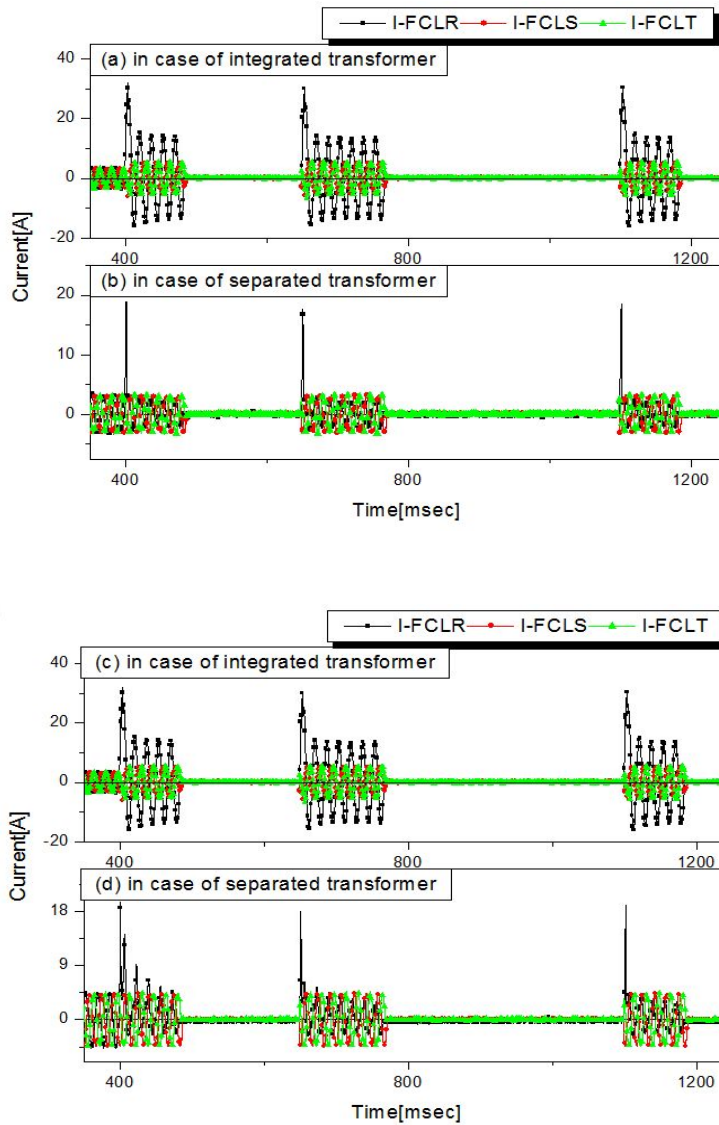 I-FCLR I-FCLS I-FCLT
(a) in case of integrated transformer
40
20
0
-20
400 800 1200
(b) in case of separated transformer
20
10
0
400 800 1200
Current[A]
Time[msec]
I-FCLR I-FCLS I-FCLT
(c) in case of integrated transformer
40
20
0
-20
400 800 1200
(d) in case of separated transformer
18
9
0
400 800 1200
Current[A]
Time[msec]